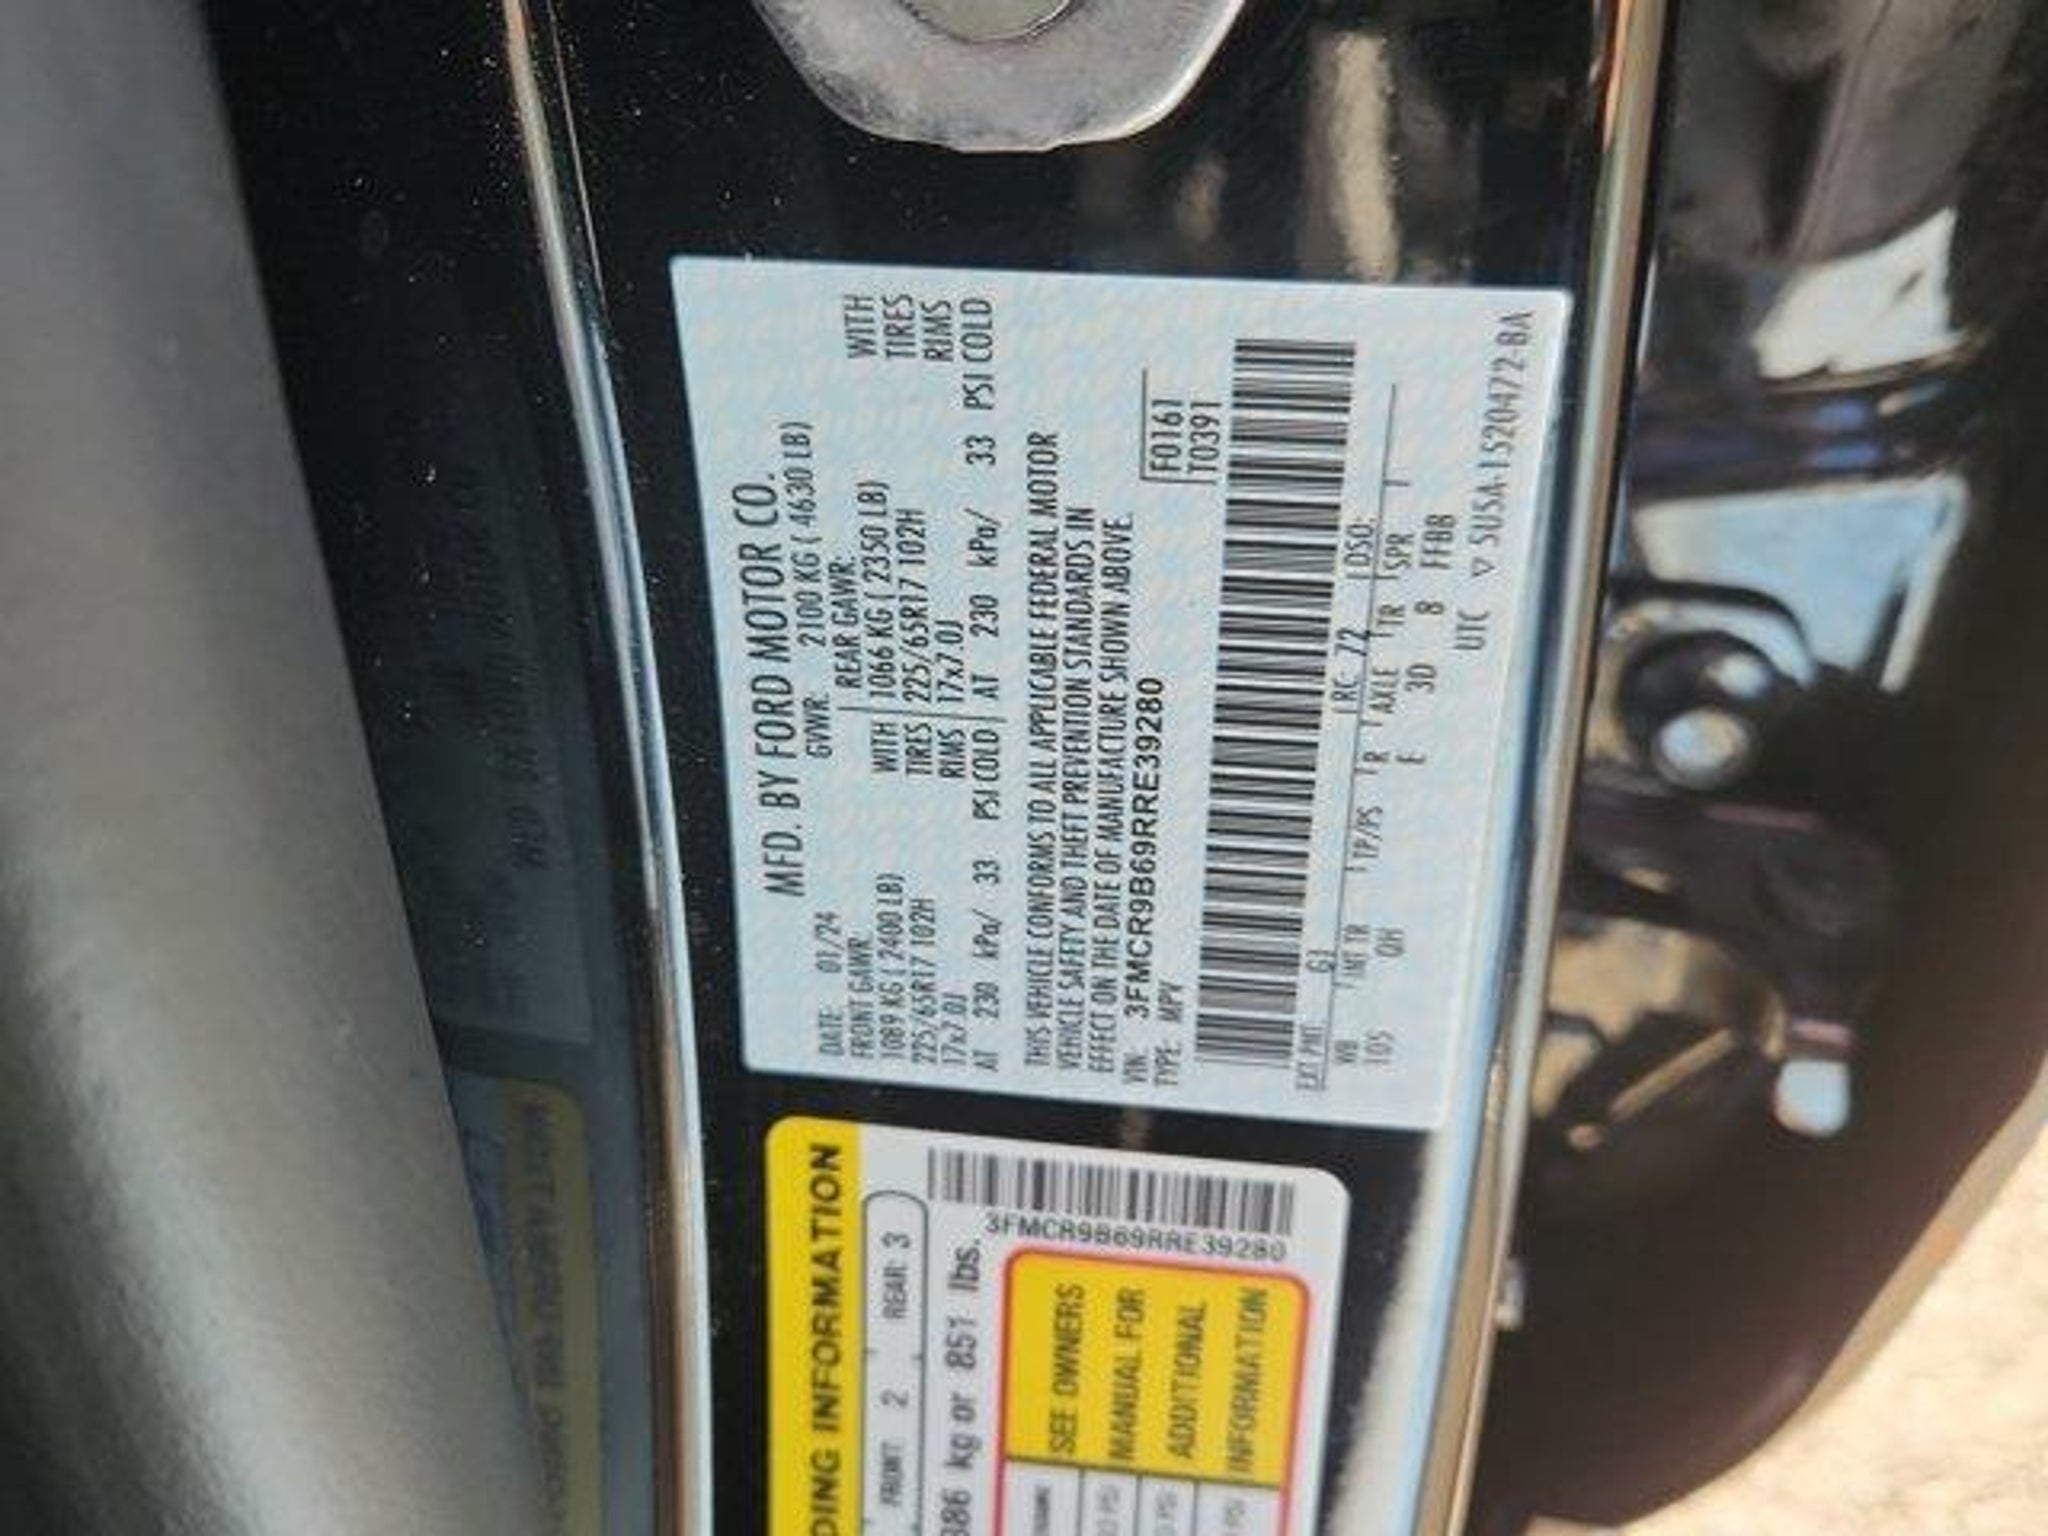 MFD. BY FORD MOTOR CO.
DATE: 01/24 GVWR: 2100 KG ( 4630 LB)
FRONT GAWR: REAR GAWR:
1089 KG ( 2400 LB) WITH 1066 KG ( 2350 LB) WITH
225/65R17 102H TIRES 225/65R17 102H TIRES
17x7.0J RIMS 17x7.0J RIMS
AT 230 kPa/ 33 PSI COLD AT 230 kPa/ 33 PSI COLD
THIS VEHICLE CONFORMS TO ALL APPLICABLE FEDERAL MOTOR
VEHICLE SAFETY AND THEFT PREVENTION STANDARDS IN
EFFECT ON THE DATE OF MANUFACTURE SHOWN ABOVE.
VIN: 3FMCR9B69RRE39280 F0161
TYPE: MPV T0391
EXT PNT: G1 RC: 72 DSO:
WB INT TR TP/PS R AXLE TR SPR
105 QH E 3D 8 FFBB
UTC ▽ 5USA-1520472-BA
DING INFORMATION
FRONT 2 REAR: 3
386 kg or 851 lbs.
3FMCR9B69RRE39280
SEE OWNERS
MANUAL FOR
ADDITIONAL
INFORMATION